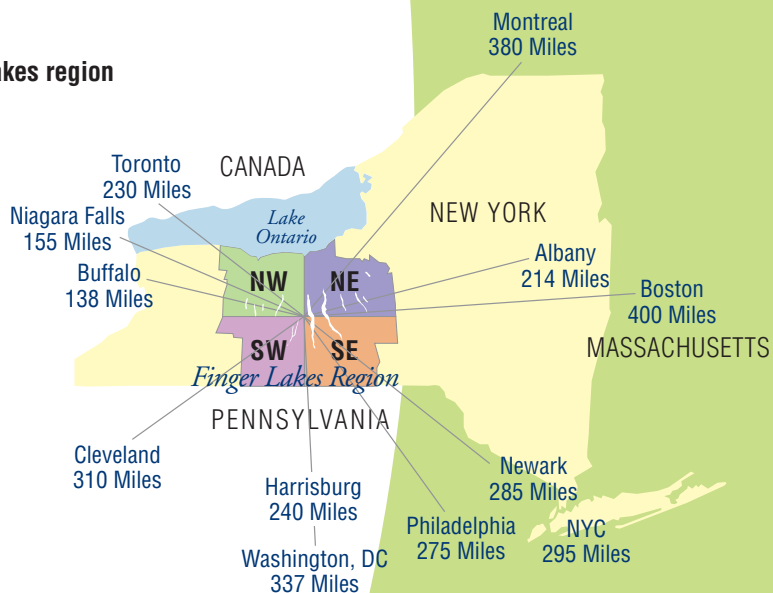 Montreal
380 Miles
akes region
Toronto
230 Miles
CANADA
Niagara Falls
155 Miles
Lake
Ontario
NEW YORK
Buffalo
138 Miles
NW
NE
Albany
214 Miles
Boston
400 Miles
SW
SE
MASSACHUSETTS
Finger Lakes Region
PENNSYLVANIA
Cleveland
310 Miles
Harrisburg
240 Miles
Newark
285 Miles
Philadelphia
275 Miles
NYC
295 Miles
Washington, DC
337 Miles